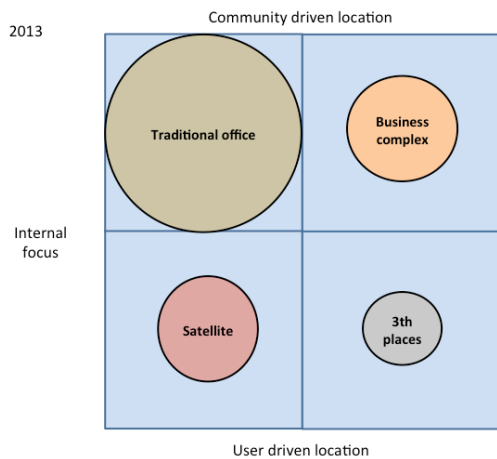 Community driven location
2013
Traditional office
Business
complex
Internal
focus
Satellite
3th
places
User driven location